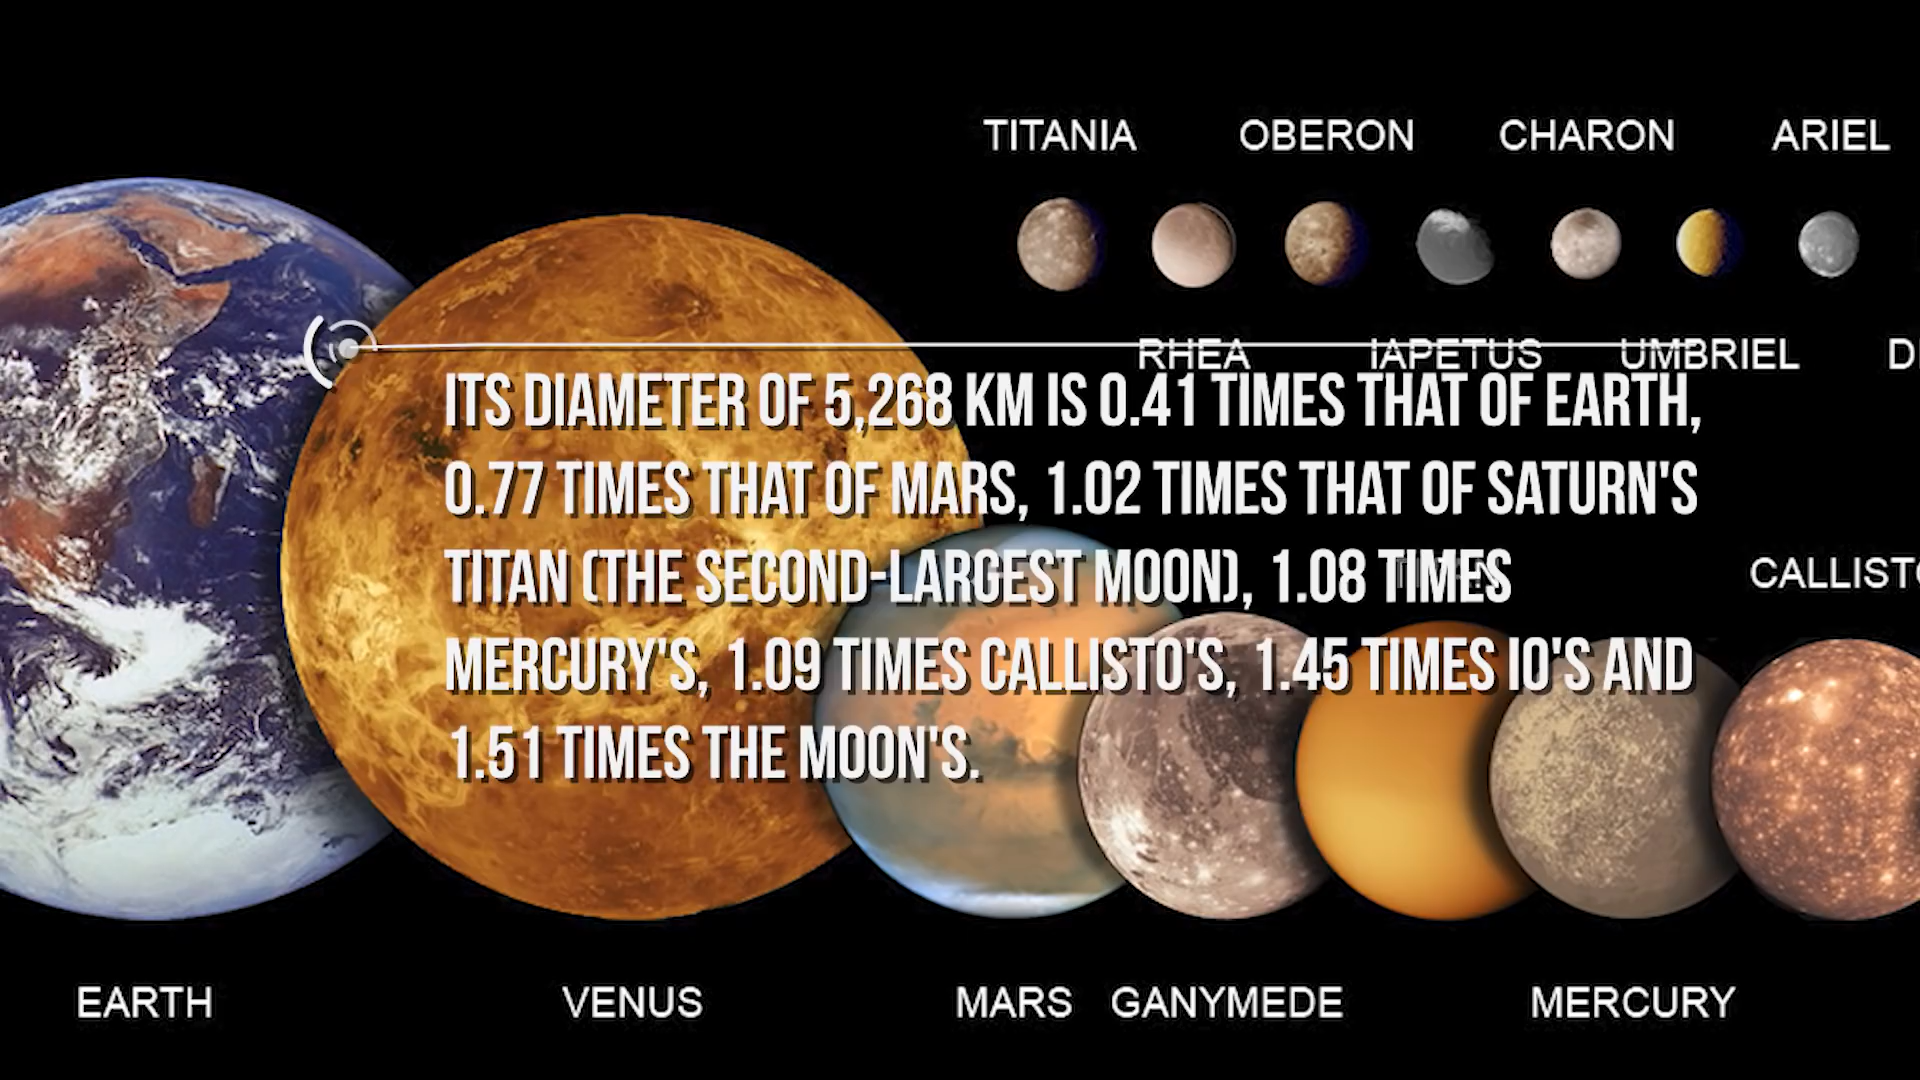 TITANIA OBERON CHARON ARIEL
RHEA IAPETUS UMBRIEL
ITS DIAMETER OF 5,268 KM IS 0.41 TIMES THAT OF EARTH,
0.77 TIMES THAT OF MARS, 1.02 TIMES THAT OF SATURN'S
TITAN (THE SECOND-LARGEST MOON), 1.08 TIMES
MERCURY'S, 1.09 TIMES CALLISTO'S, 1.45 TIMES IO'S AND
1.51 TIMES THE MOON'S.
EARTH VENUS MARS GANYMEDE MERCURY